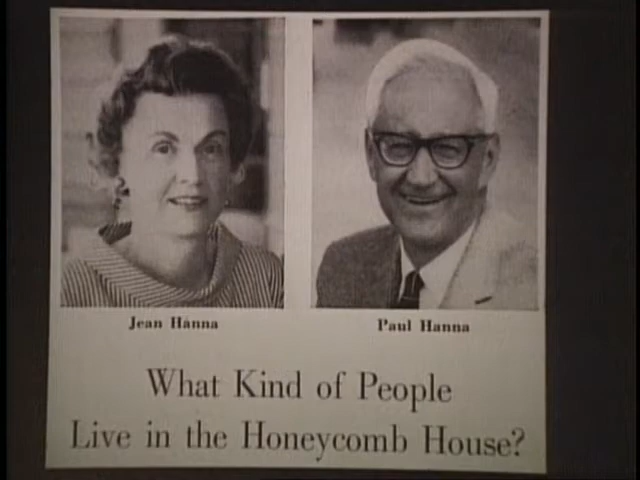 Jean Hanna
Paul Hanna
What Kind of People
Live in the Honeycomb House?